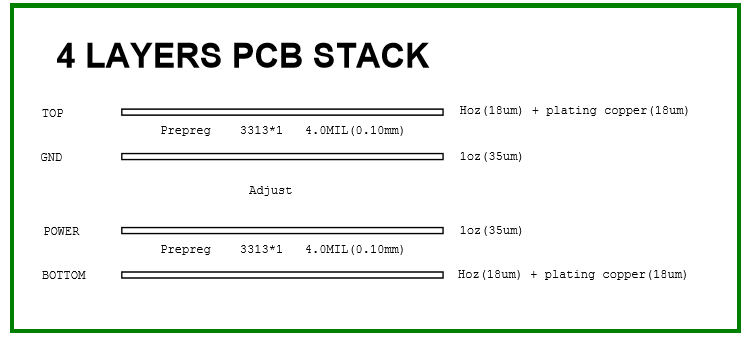 4 LAYERS PCB STACK
TOP Hoz(18um) + plating copper(18um)
Prepreg 3313*1 4.0MIL(0.10mm)
GND 1oz(35um)
Adjust
POWER 1oz(35um)
Prepreg 3313*1 4.0MIL(0.10mm)
BOTTOM Hoz(18um) + plating copper(18um)